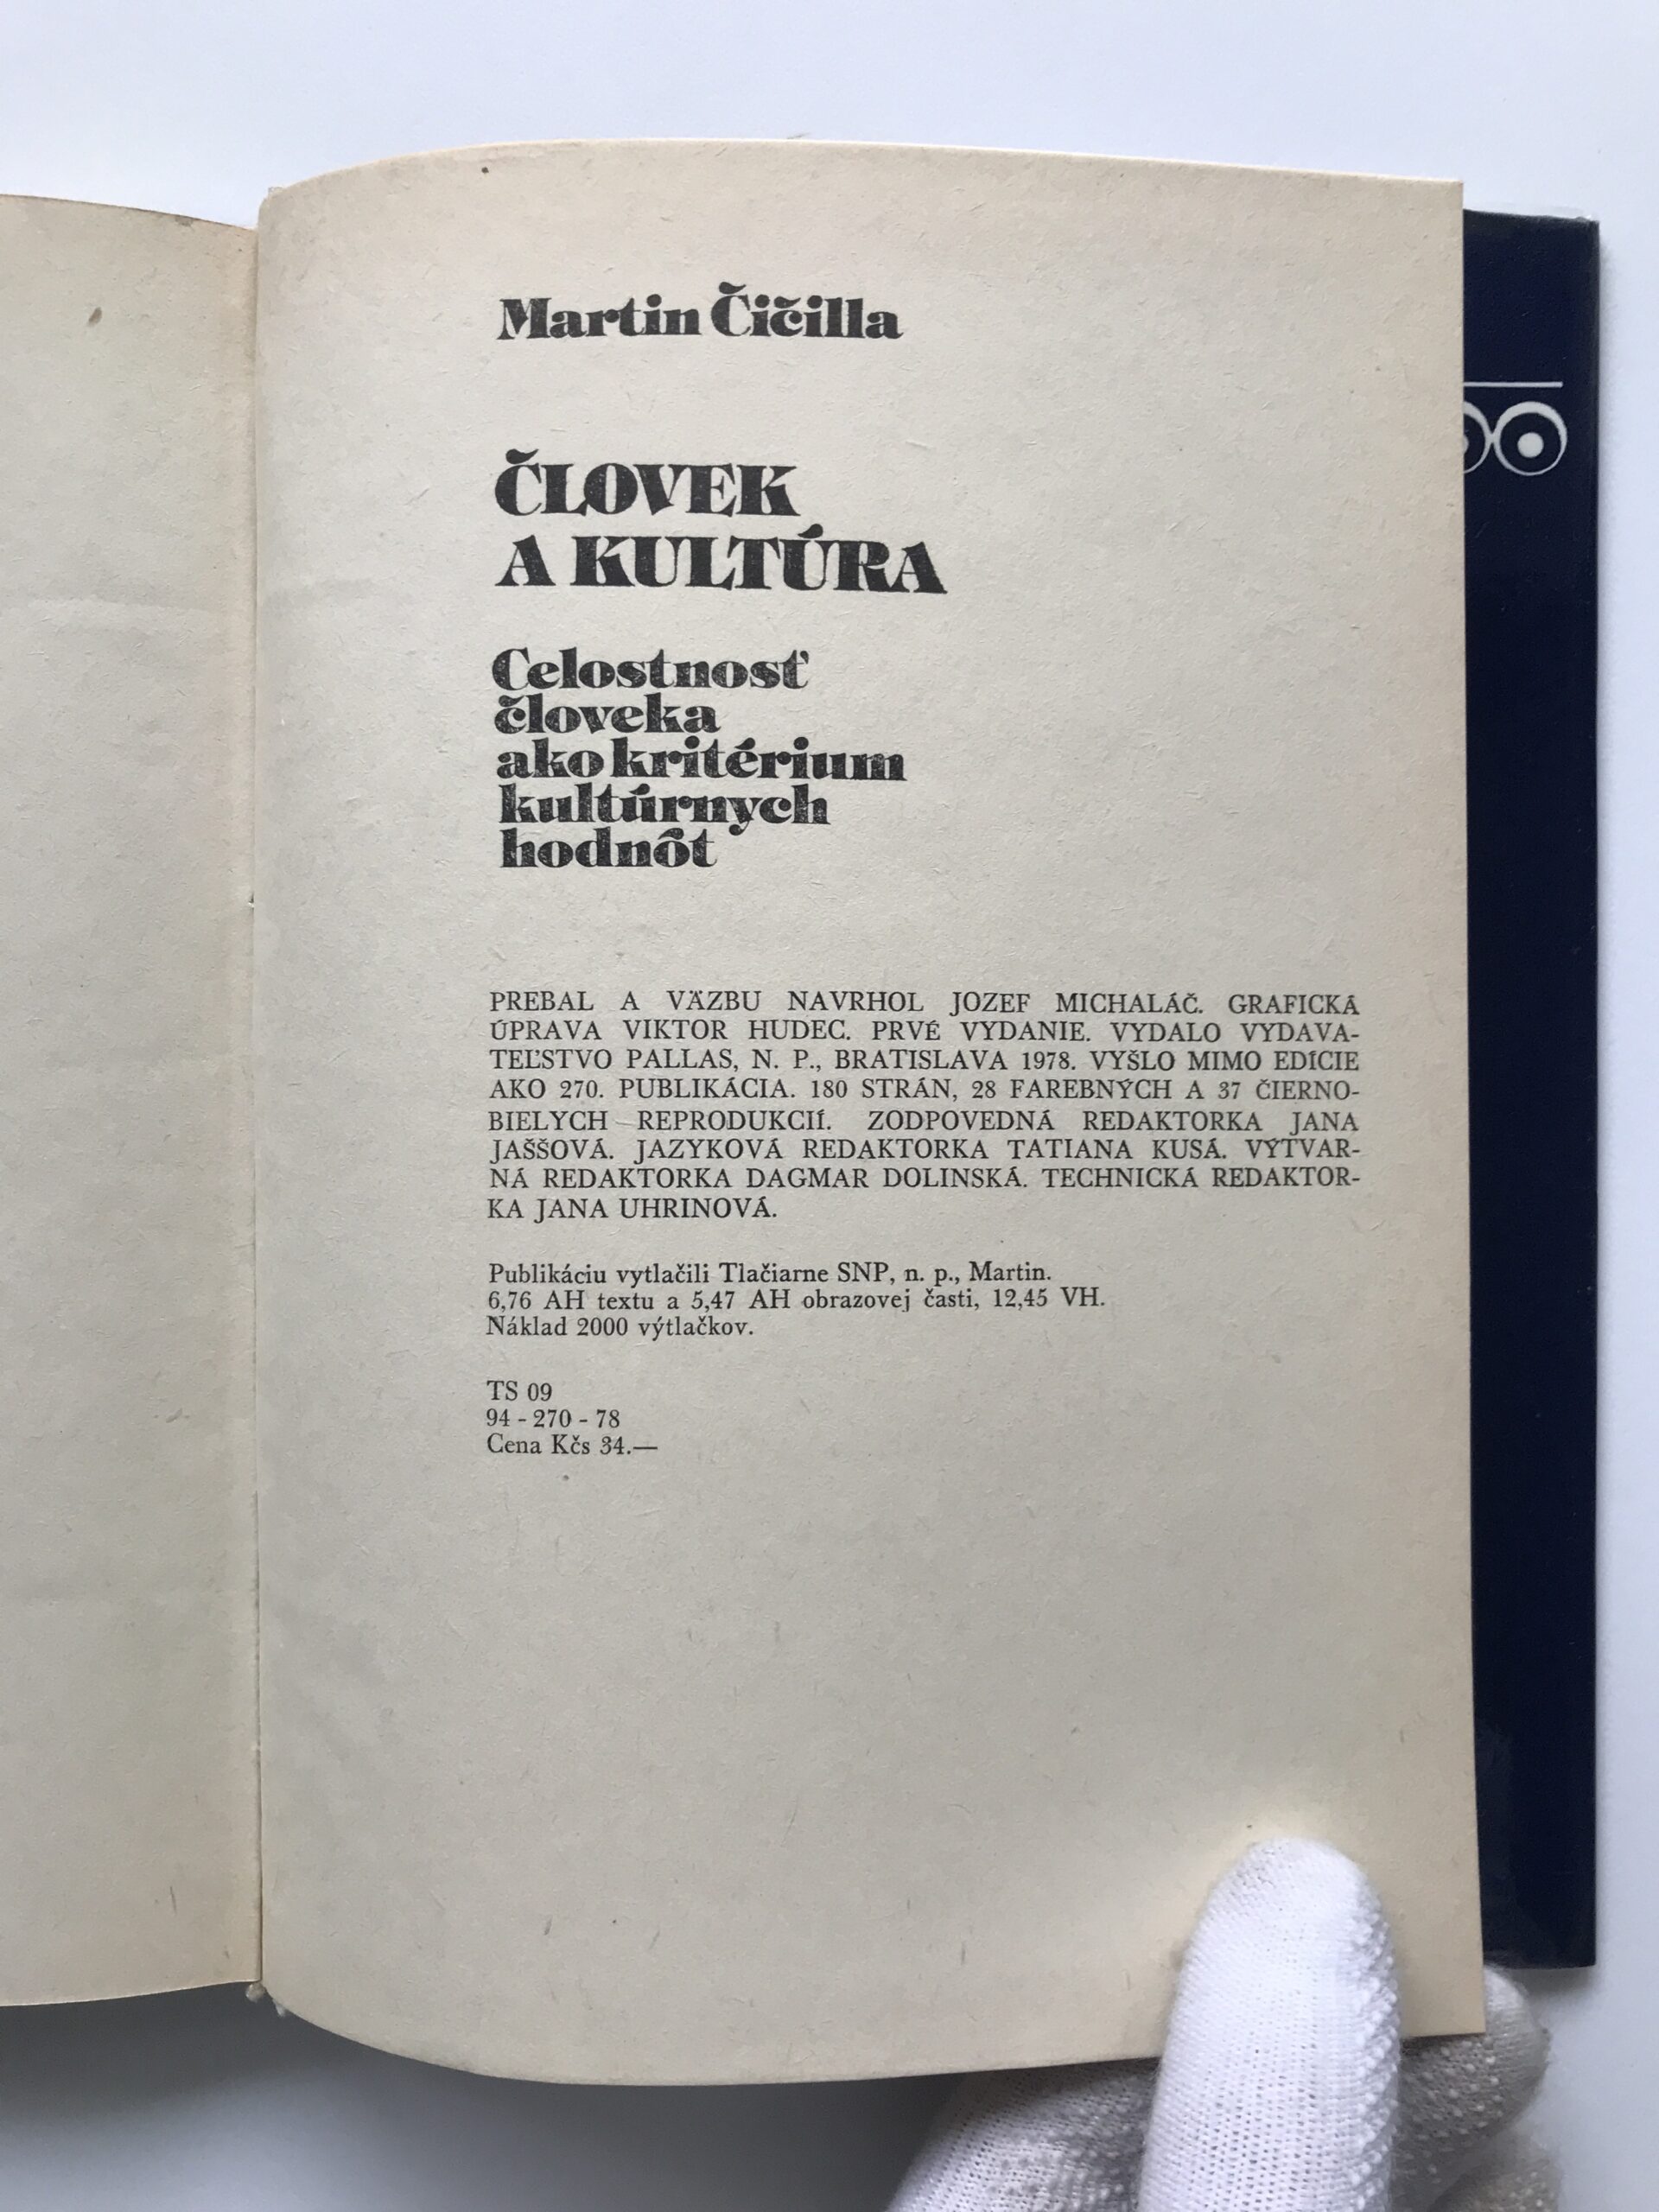 Martin Čičilla
ČLOVEK
A KULTÚRA
Celostnosť
človeka
ako kritérium
kultúrnych
hodnôt
PREBAL A VÄZBU NAVRHOL JOZEF MICHALÁČ. GRAFICKÁ
ÚPRAVA VIKTOR HUDEC. PRVÉ VYDANIE. VYDALO VYDAVA-
TEĽSTVO PALLAS, N. P., BRATISLAVA 1978. VYŠLO MIMO EDÍCIE
AKO 270. PUBLIKÁCIA. 180 STRÁN, 28 FAREBNÝCH A 37 ČIERNO-
BIELYCH REPRODUKCIÍ. ZODPOVEDNÁ REDAKTORKA JANA
JAŠŠOVÁ. JAZYKOVÁ REDAKTORKA TATIANA KUSÁ. VÝTVAR-
NÁ REDAKTORKA DAGMAR DOLINSKÁ. TECHNICKÁ REDAKTOR-
KA JANA UHRINOVÁ.
Publikáciu vytlačili Tlačiarne SNP, n. p., Martin.
6,76 AH textu a 5,47 AH obrazovej časti, 12,45 VH.
Náklad 2000 výtlačkov.
TS 09
94 - 270 - 78
Cena Kčs 34.—